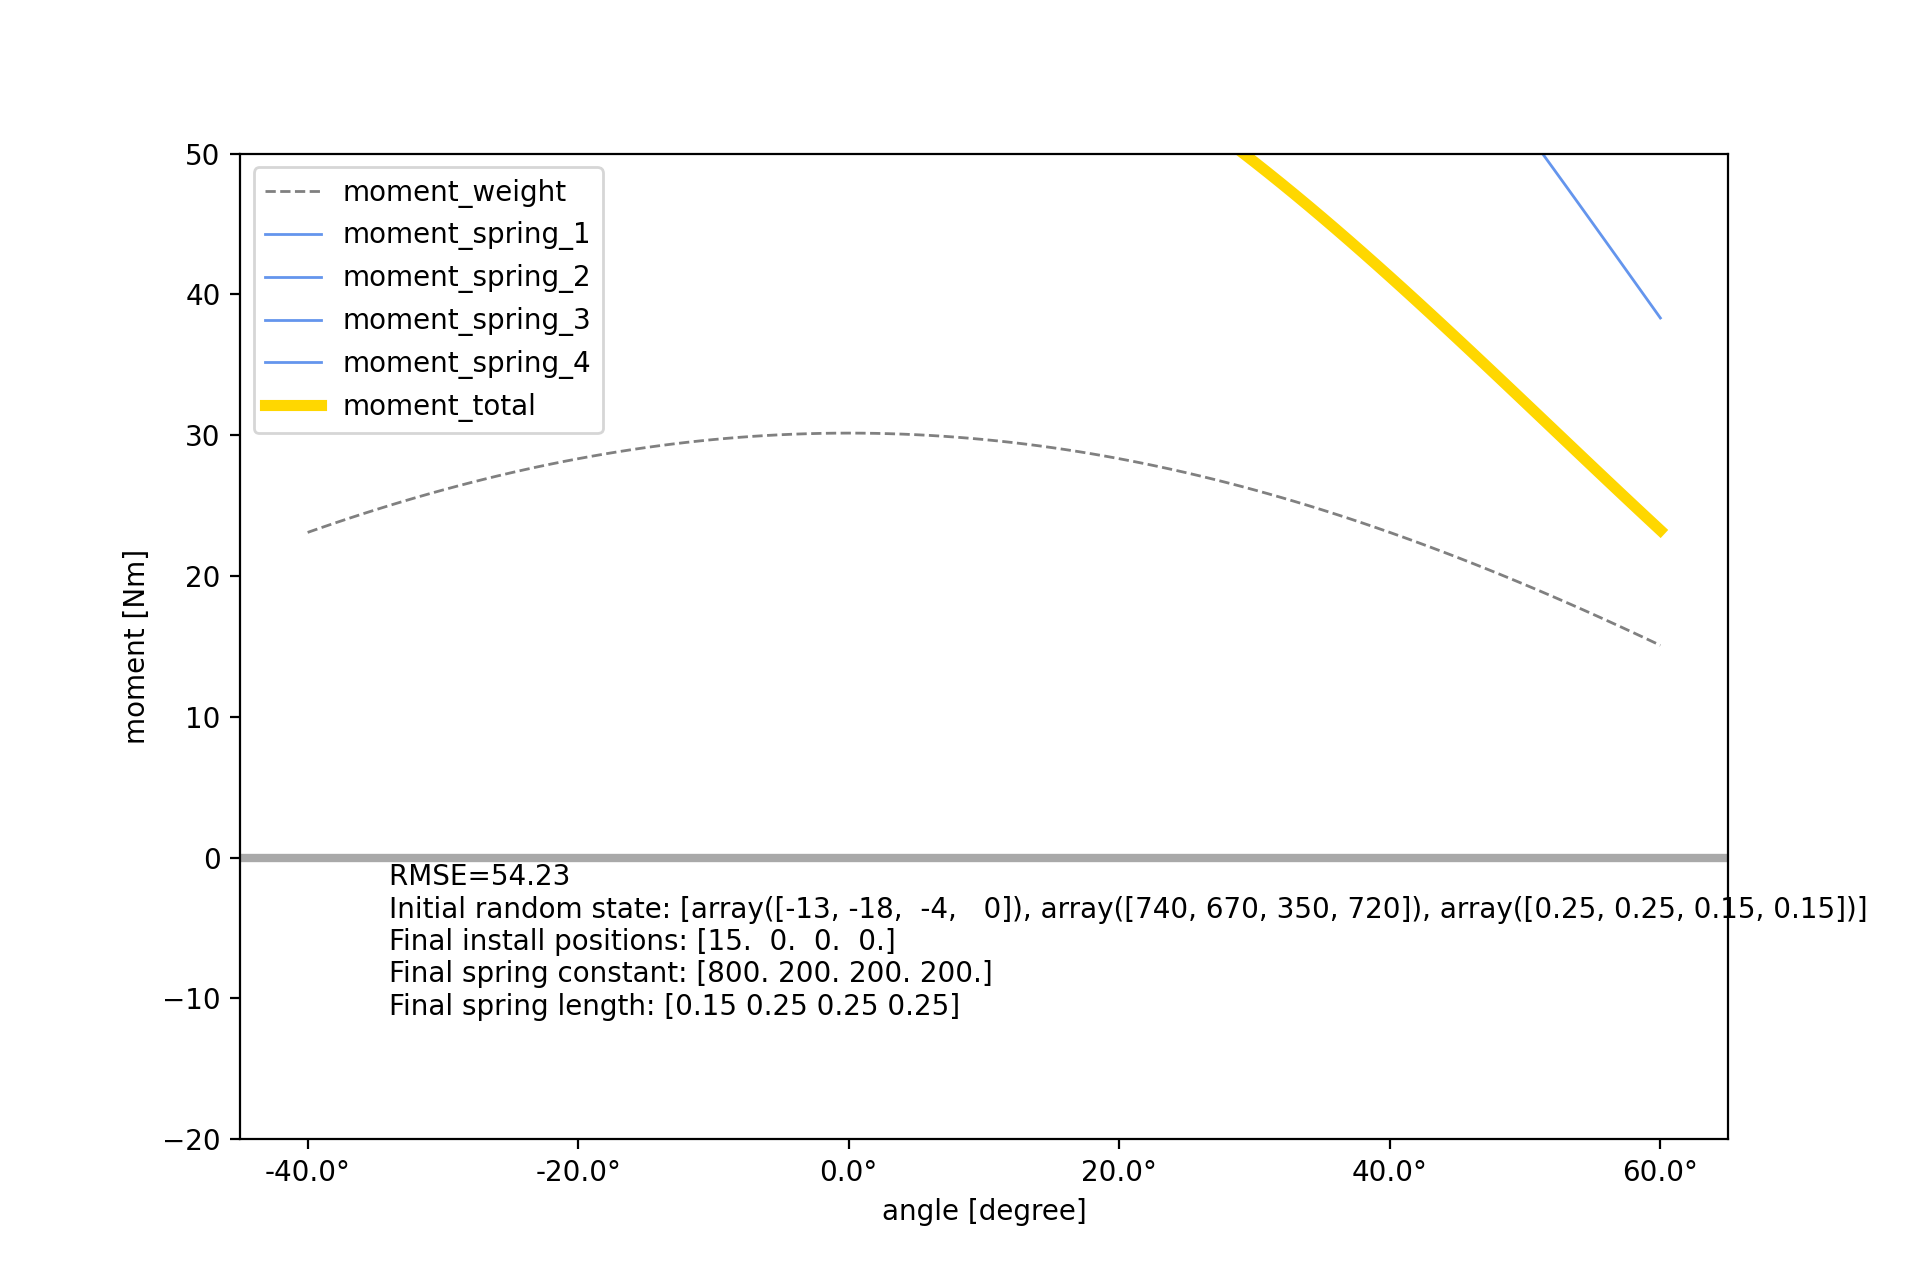 50
40
30
20
10
0
−10
−20
moment [Nm]
moment_weight
moment_spring_1
moment_spring_2
moment_spring_3
moment_spring_4
moment_total
RMSE=54.23
Initial random state: [array([-13, -18,  -4,   0]), array([740, 670, 350, 720]), array([0.25, 0.25, 0.15, 0.15])]
Final install positions: [15.  0.  0.  0.]
Final spring constant: [800. 200. 200. 200.]
Final spring length: [0.15 0.25 0.25 0.25]
-40.0° -20.0° 0.0° 20.0° 40.0° 60.0°
angle [degree]